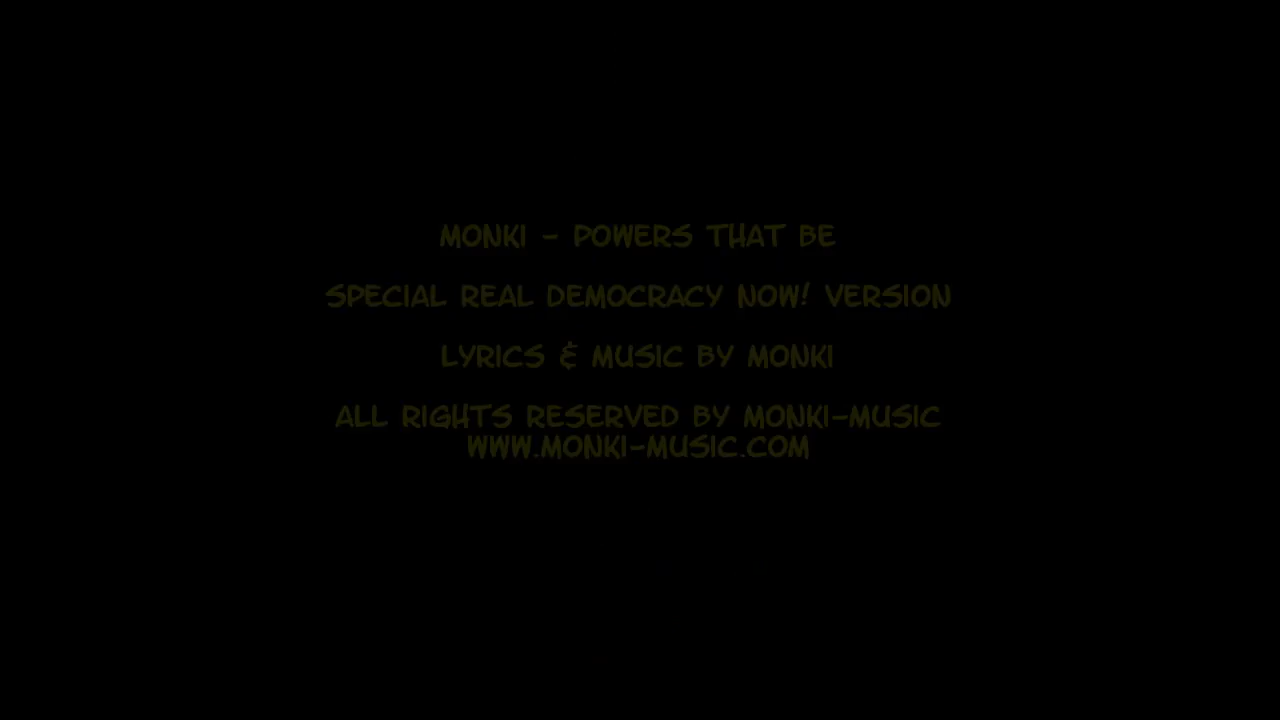 MONKI - POWERS THAT BE
SPECIAL REAL DEMOCRACY NOW! VERSION
LYRICS & MUSIC BY MONKI
ALL RIGHTS RESERVED BY MONKI-MUSIC
WWW.MONKI-MUSIC.COM